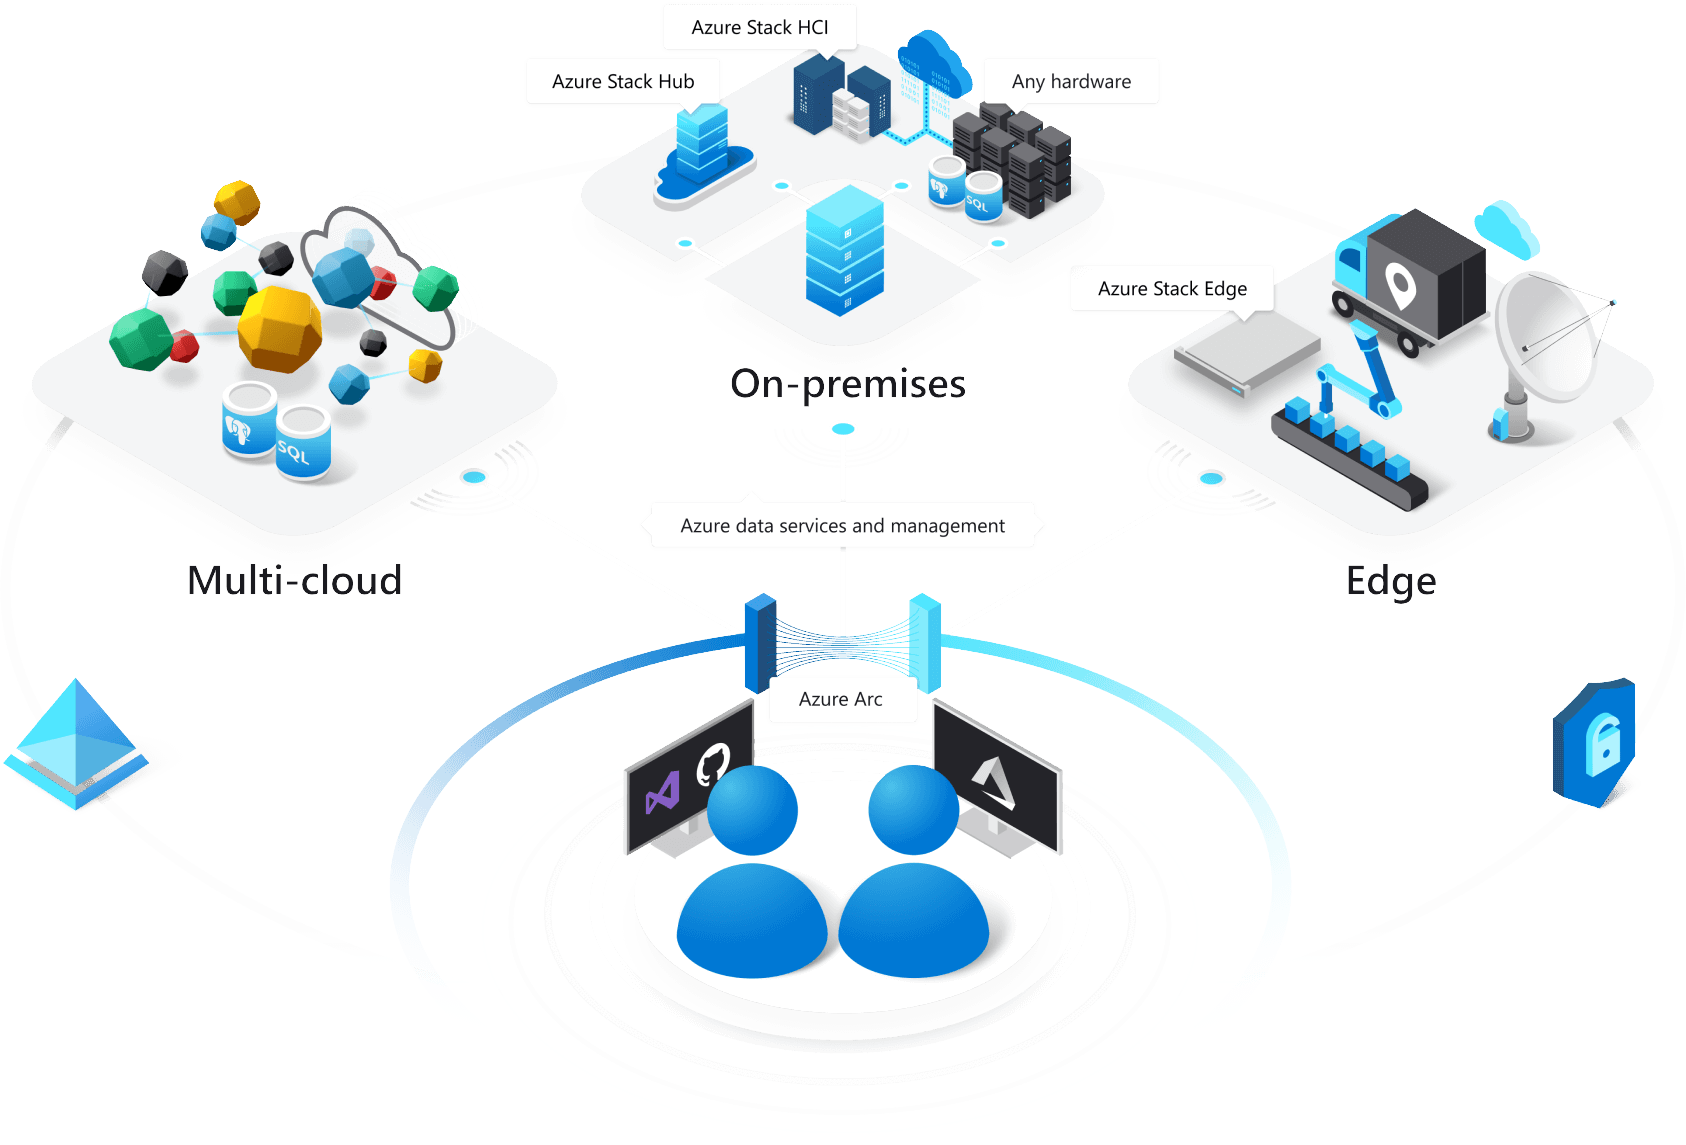 Azure Stack HCI
Azure Stack Hub
Any hardware
SQL
Azure Stack Edge
On-premises
SQL
Azure data services and management
Multi-cloud
Edge
Azure Arc